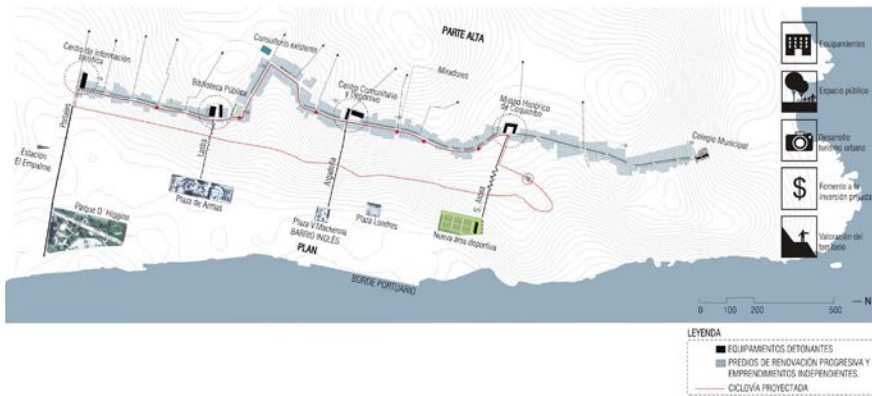 PARTE ALTA
Consultorio existente
Centro de Información
turística
Biblioteca Pública
Centro Comunitario
y Deportivo
Miradores
Museo Histórico
de Coquimbo
Colegio Municipal
Portales
Estación
El Empalme
Parque D´Higgins
Plaza de Armas
Argentina
Plaza V.Mackenna
BARRIO INGLÉS
Plaza Londres
S. Aldea
Nueva área deportiva
PLAN
BORDE PORTUARIO
Equipamientos
Espacio público
Desarrollo
turismo urbano
$
Fomento a la
inversión privada
Valoración del
territorio
0 100 200 500
N
LEYENDA
EQUIPAMIENTOS DETONANTES
PREDIOS DE RENOVACIÓN PROGRESIVA Y
EMPRENDIMIENTOS INDEPENDIENTES.
CICLOVÍA PROYECTADA